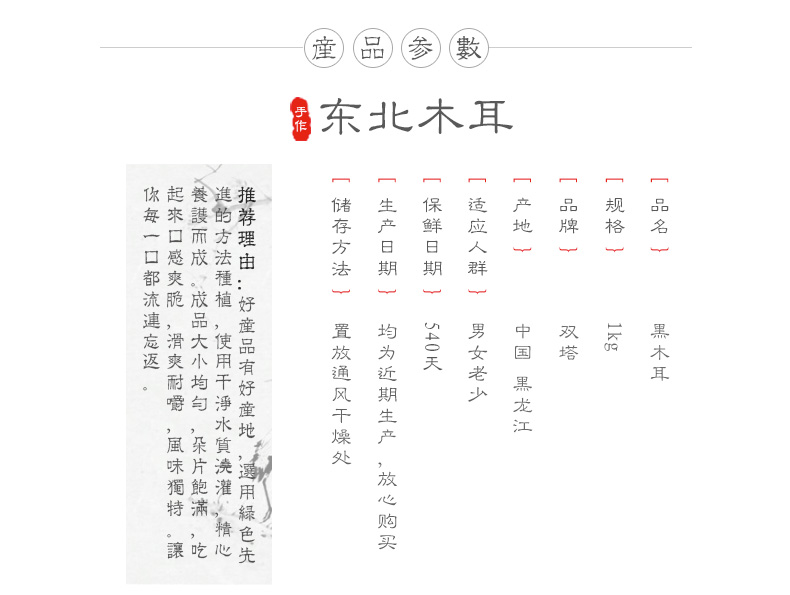 産品参數
手作
东北木耳
品名
黑木耳
规格
1kg
品牌
双塔
产地
中国 黑龙江
适应人群
男女老少
保鲜日期
540天
生产日期
均为近期生产,放心购买
储存方法
置放通风干燥处
推荐理由:好産品有好産地,選用緑色先
進的方法種植,使用干淨水質澆灌,精心
養護而成。成品大小均勻,朵片飽滿,吃
起來口感爽脆,滑爽耐嚼,風味獨特。讓
你每一口都流連忘返。